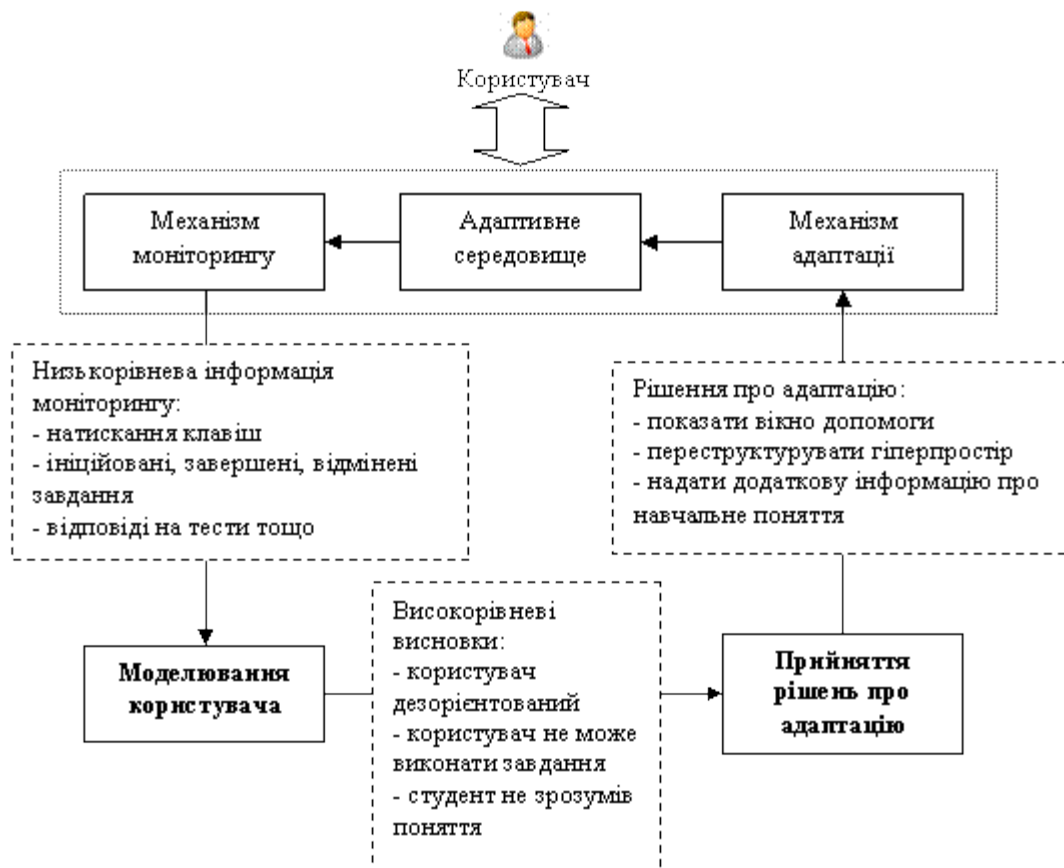 Користувач
Механізм
моніторингу
Адаптивне
середовище
Механізм
адаптації
Низькорівнева інформація
моніторингу:
- натискання клавіш
- ініційовані, завершені, відмінені
завдання
- відповіді на тести тощо
Рішення про адаптацію:
- показати вікно допомоги
- переструктурувати гіперпростір
- надати додаткову інформацію про
навчальне поняття
Моделювання
користувача
Високорівневі
висновки:
- користувач
дезорієнтований
- користувач не може
виконати завдання
- студент не зрозумів
поняття
Прийняття
рішень про
адаптацію